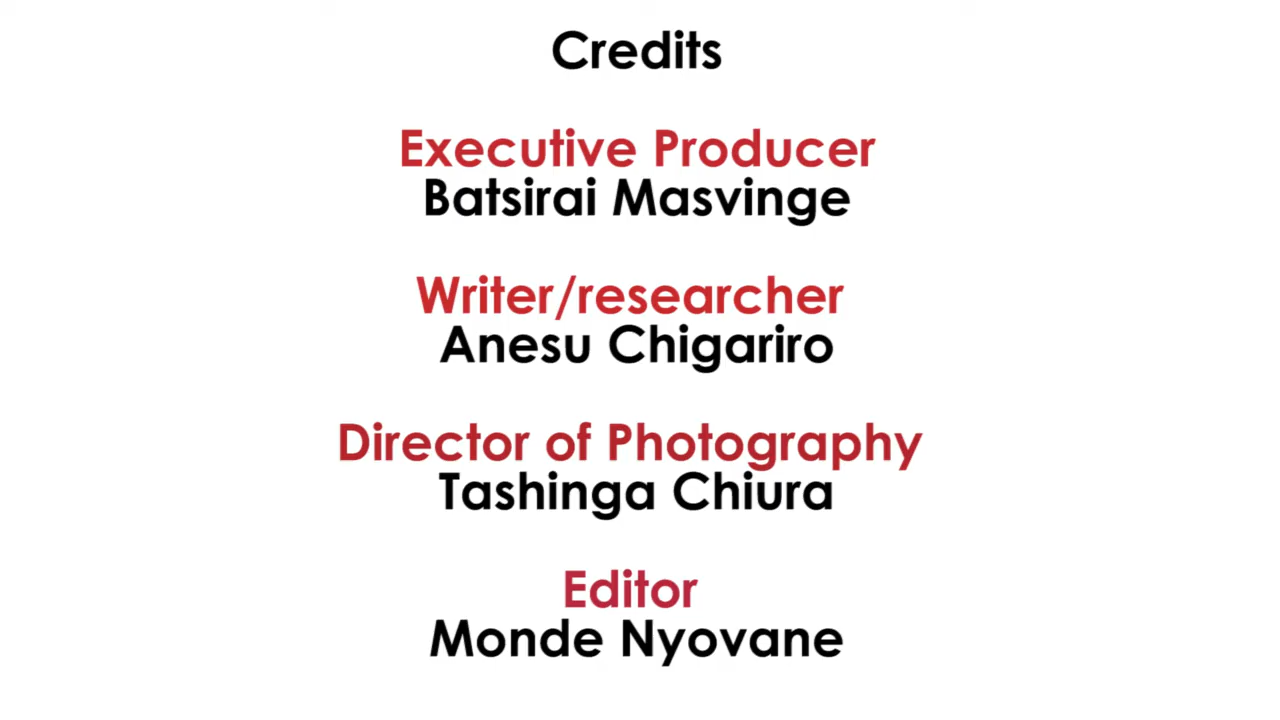 Credits
Executive Producer
Batsirai Masvinge
Writer/researcher
Anesu Chigariro
Director of Photography
Tashinga Chiura
Editor
Monde Nyovane